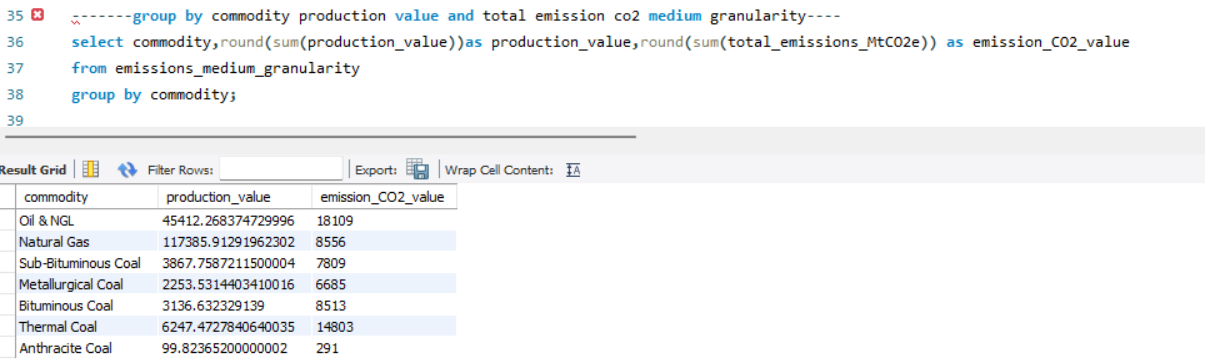 35 -------group by commodity production value and total emission co2 medium granularity----
36 select commodity,round(sum(production_value))as production_value,round(sum(total_emissions_MtCO2e)) as emission_CO2_value
37 from emissions_medium_granularity
38 group by commodity;
39
Result Grid Filter Rows: Export: Wrap Cell Content:
commodity production_value emission_CO2_value
Oil & NGL 45412.268374729996 18109
Natural Gas 117385.91291962302 8556
Sub-Bituminous Coal 3867.7587211500004 7809
Metallurgical Coal 2253.5314403410016 6685
Bituminous Coal 3136.632329139 8513
Thermal Coal 6247.4727840640035 14803
Anthracite Coal 99.82365200000002 291